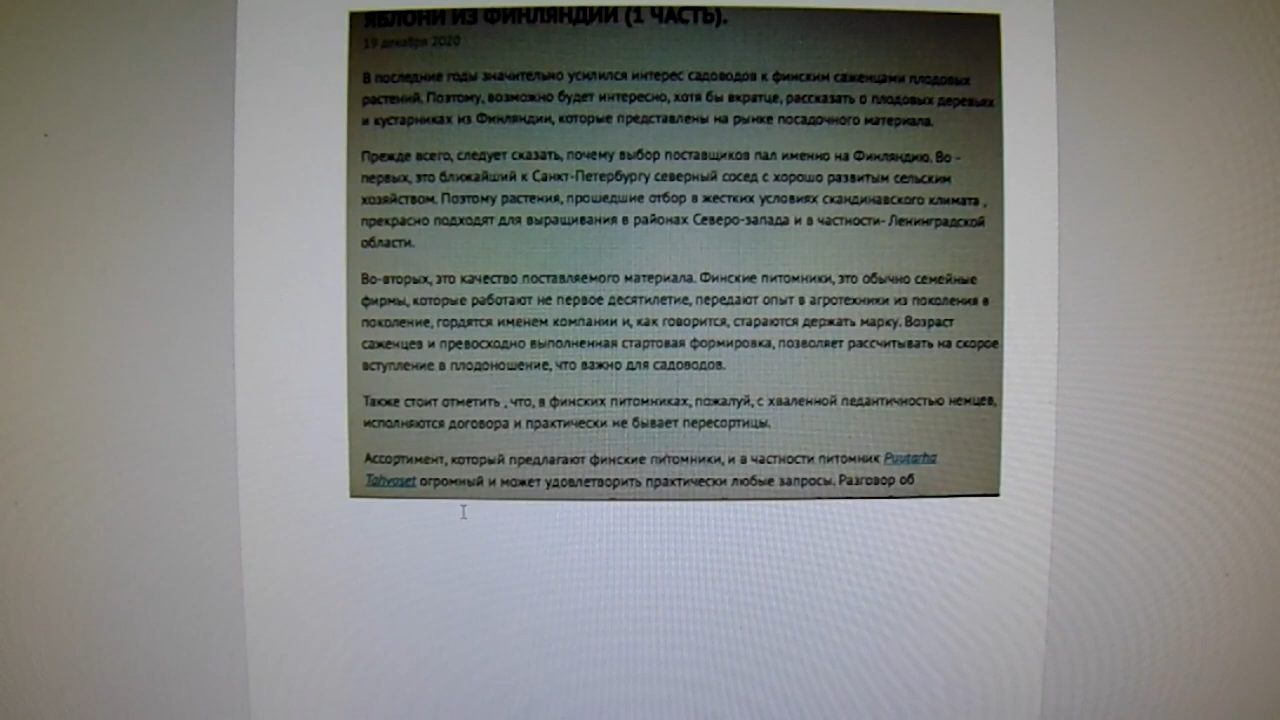 ЯБЛОНИ ИЗ ФИНЛЯНДИИ (1 ЧАСТЬ).
19 декабря 2020
В последние годы значительно усилился интерес садоводов к финским саженцами плодовых
растений. Поэтому, возможно будет интересно, хотя бы вкратце, рассказать о плодовых деревьях
и кустарниках из Финляндии, которые представлены на рынке посадочного материала.
Прежде всего, следует сказать, почему выбор поставщиков пал именно на Финляндию. Во -
первых, это ближайший к Санкт-Петербургу северный сосед с хорошо развитым сельским
хозяйством. Поэтому растения, прошедшие отбор в жестких условиях скандинавского климата ,
прекрасно подходят для выращивания в районах Северо-запада и в частности- Ленинградской
области.
Во-вторых, это качество поставляемого материала. Финские питомники, это обычно семейные
фирмы, которые работают не первое десятилетие, передают опыт в агротехники из поколения в
поколение, гордятся именем компании и, как говорится, стараются держать марку. Возраст
саженцев и превосходно выполненная стартовая формировка, позволяет рассчитывать на скорое
вступление в плодоношение, что важно для садоводов.
Также стоит отметить , что, в финских питомниках, пожалуй, с хваленной педантичностью немцев,
исполняются договора и практически не бывает пересортицы.
Ассортимент, который предлагают финские питомники, и в частности питомник Puutarha
Tahvoset огромный и может удовлетворить практически любые запросы. Разговор об